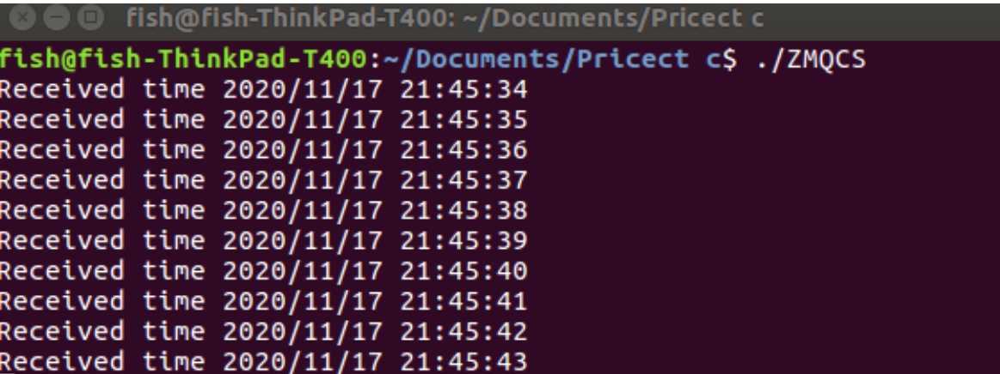 fish@fish-ThinkPad-T400: ~/Documents/Pricect c
fish@fish-ThinkPad-T400:~/Documents/Pricect c$ ./ZMQCS
Received time 2020/11/17 21:45:34
Received time 2020/11/17 21:45:35
Received time 2020/11/17 21:45:36
Received time 2020/11/17 21:45:37
Received time 2020/11/17 21:45:38
Received time 2020/11/17 21:45:39
Received time 2020/11/17 21:45:40
Received time 2020/11/17 21:45:41
Received time 2020/11/17 21:45:42
Received time 2020/11/17 21:45:43